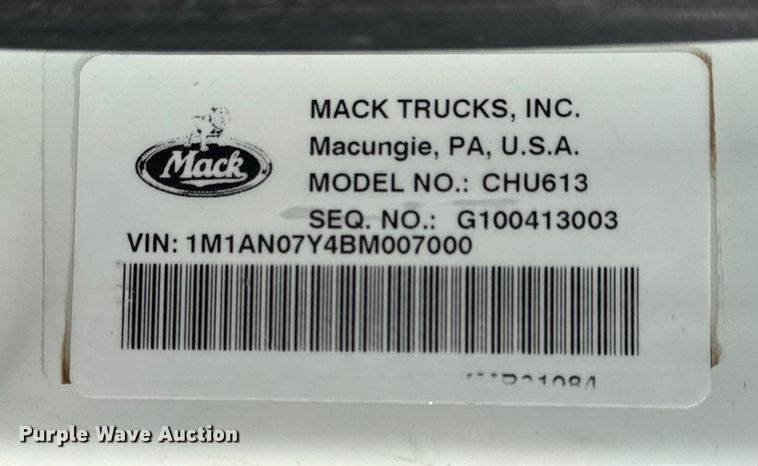 Mack
MACK TRUCKS, INC.
Macungie, PA, U.S.A.
MODEL NO.: CHU613
SEQ. NO.: G100413003
VIN: 1M1AN07Y4BM007000
Purple Wave Auction